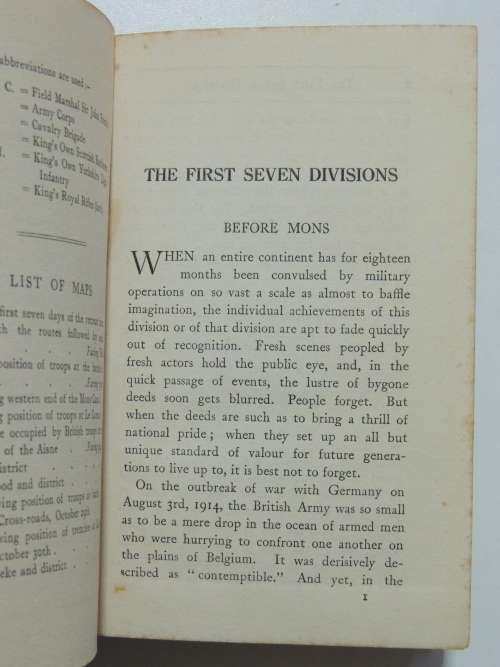 abbreviations are used ;—
C. = Field Marshal Sir John
= Army Corps
= Cavalry Brigade
= King's Own Scottish
= King's Own Yorkshire
Infantry
= King's Royal Rifle
LIST OF MAPS
first seven days of the retreat
th the routes followed by
position of troops at the
ng western end of the Mons
ng position of troops at Le
e occupied by British troops
of the Aisne
district
ood and district
wing position of troops
Cross-roads, October
wing position of trenches
October 30th
eke and district
THE FIRST SEVEN DIVISIONS
BEFORE MONS
WHEN an entire continent has for eighteen
months been convulsed by military
operations on so vast a scale as almost to baffle
imagination, the individual achievements of this
division or of that division are apt to fade quickly
out of recognition. Fresh scenes peopled by
fresh actors hold the public eye, and, in the
quick passage of events, the lustre of bygone
deeds soon gets blurred. People forget. But
when the deeds are such as to bring a thrill of
national pride; when they set up an all but
unique standard of valour for future genera-
tions to live up to, it is best not to forget.
On the outbreak of war with Germany on
August 3rd, 1914, the British Army was so small
as to be a mere drop in the ocean of armed men
who were hurrying to confront one another on
the plains of Belgium. It was derisively de-
scribed as "contemptible." And yet, in the
1